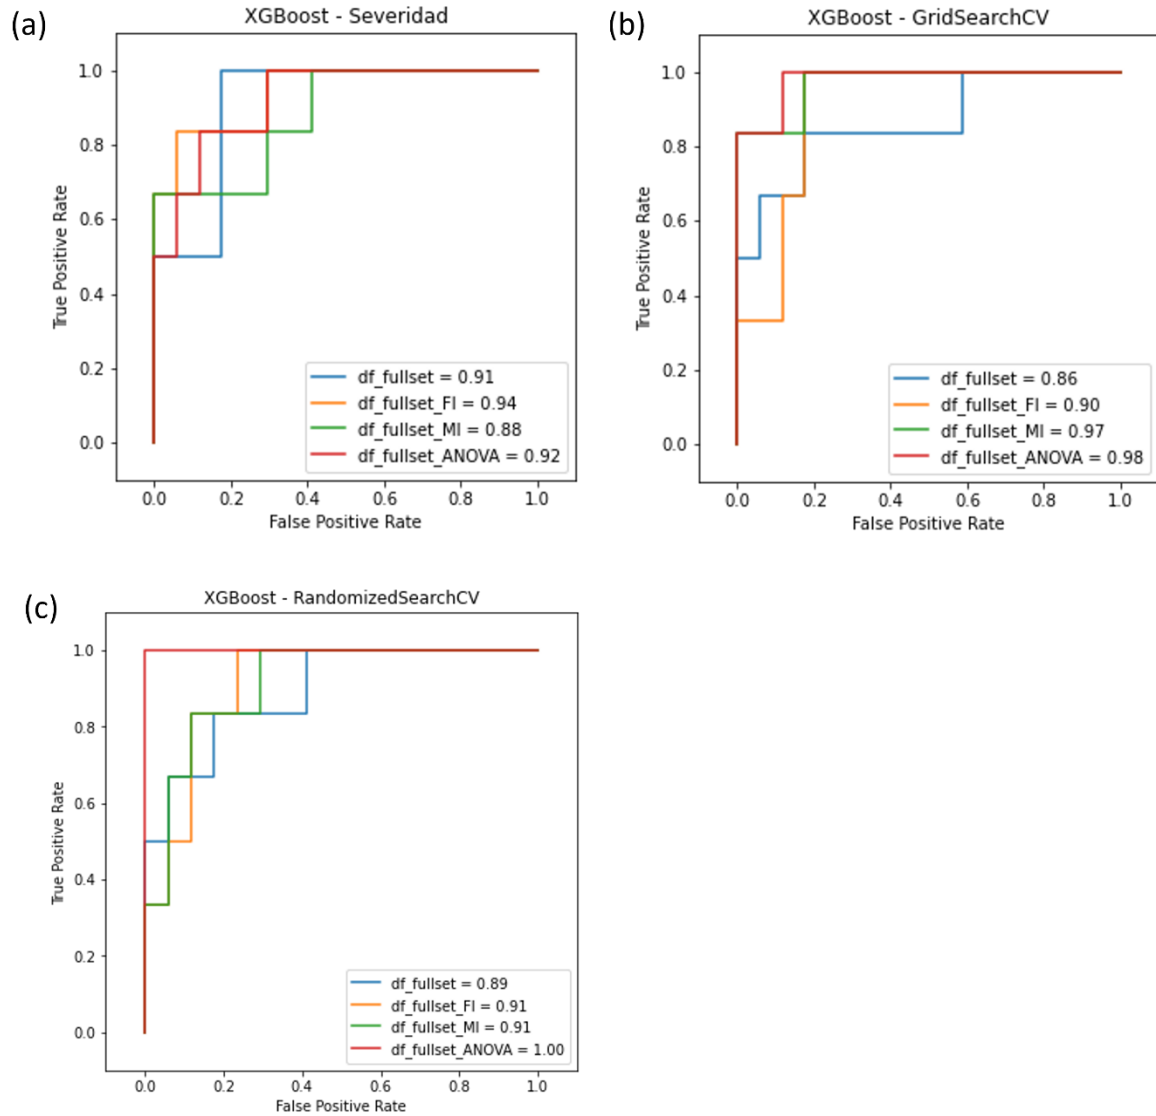 (a)
XGBoost - Severidad
1.0
0.8
0.6
0.4
0.2
0.0
True Positive Rate
df_fullset = 0.91
df_fullset_FI = 0.94
df_fullset_MI = 0.88
df_fullset_ANOVA = 0.92
0.0 0.2 0.4 0.6 0.8 1.0
False Positive Rate
(b)
XGBoost - GridSearchCV
1.0
0.8
0.6
0.4
0.2
0.0
True Positive Rate
df_fullset = 0.86
df_fullset_FI = 0.90
df_fullset_MI = 0.97
df_fullset_ANOVA = 0.98
0.0 0.2 0.4 0.6 0.8 1.0
False Positive Rate
(c)
XGBoost - RandomizedSearchCV
1.0
0.8
0.6
0.4
0.2
0.0
True Positive Rate
df_fullset = 0.89
df_fullset_FI = 0.91
df_fullset_MI = 0.91
df_fullset_ANOVA = 1.00
0.0 0.2 0.4 0.6 0.8 1.0
False Positive Rate